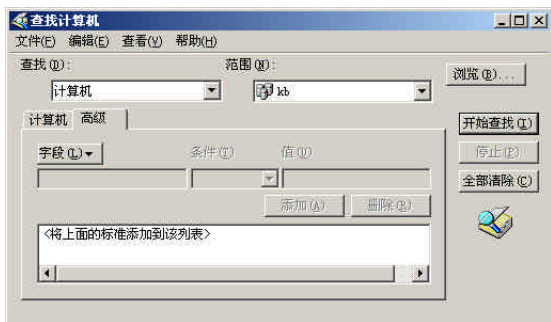 查找计算机
文件(F) 编辑(E) 查看(V) 帮助(H)
查找(D): 范围(N):
计算机 kb 浏览(B)...
计算机 高级
开始查找(I)
字段(L) 条件(T) 值(U) 停止(P)
全部清除(C)
添加(A) 删除(R)
<将上面的标准添加到该列表>